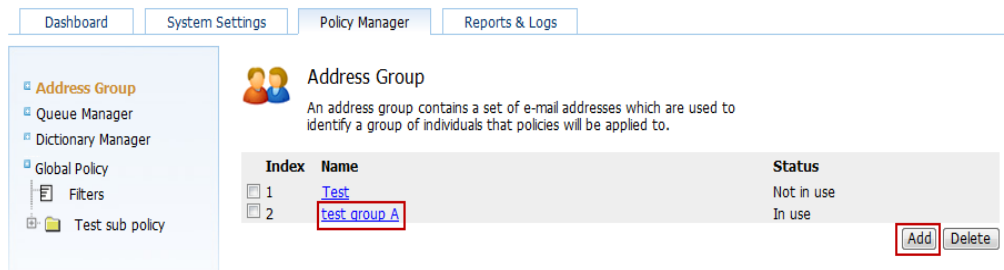 Dashboard System Settings Policy Manager Reports & Logs
Address Group
Queue Manager
Dictionary Manager
Global Policy
Filters
Test sub policy
Address Group
An address group contains a set of e-mail addresses which are used to
identify a group of individuals that policies will be applied to.
Index Name Status
1 Test Not in use
2 test group A In use
Add Delete